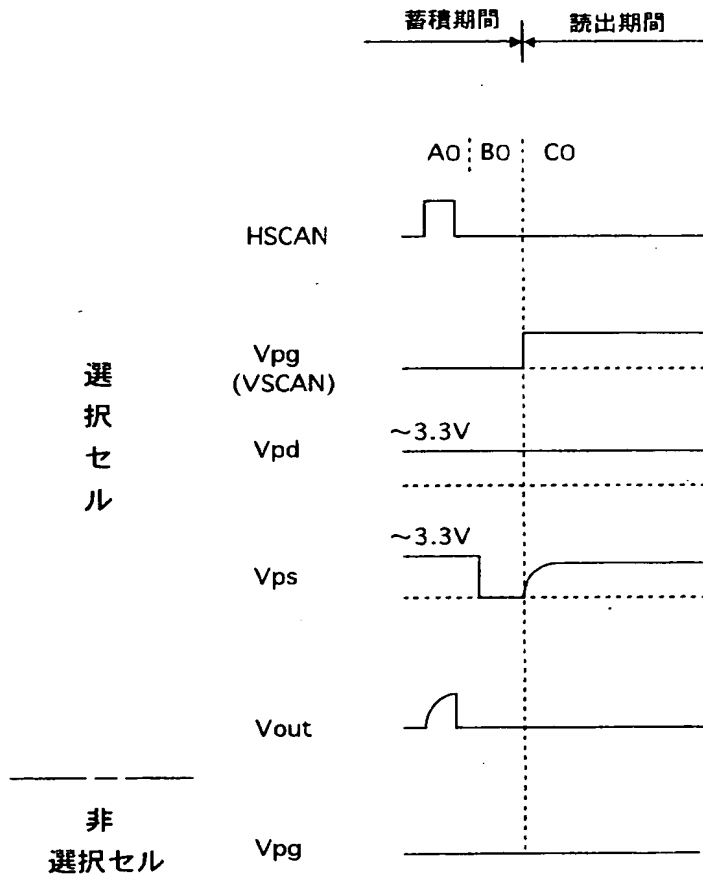 蓄積期間 読出期間
A0 B0 C0
HSCAN
Vpg
(VSCAN)
選択セル
～3.3V
Vpd
～3.3V
Vps
Vout
非
選択セル
Vpg